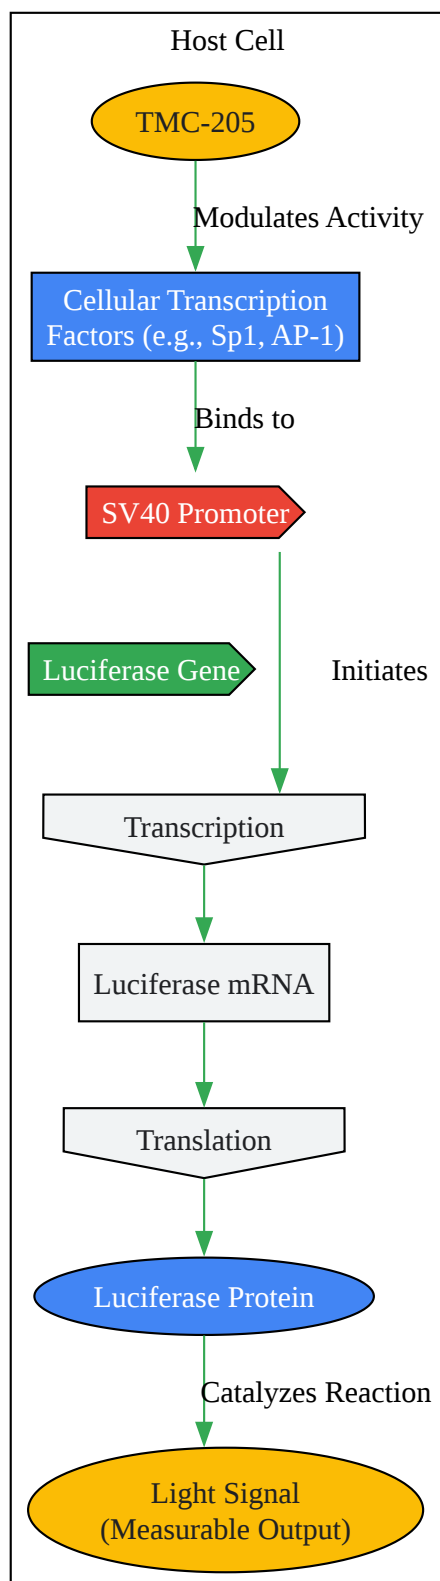 Host Cell
TMC-205
Modulates Activity
Cellular Transcription
Factors (e.g., Sp1, AP-1)
Binds to
SV40 Promoter
Luciferase Gene
Initiates
Transcription
Luciferase mRNA
Translation
Luciferase Protein
Catalyzes Reaction
Light Signal
(Measurable Output)